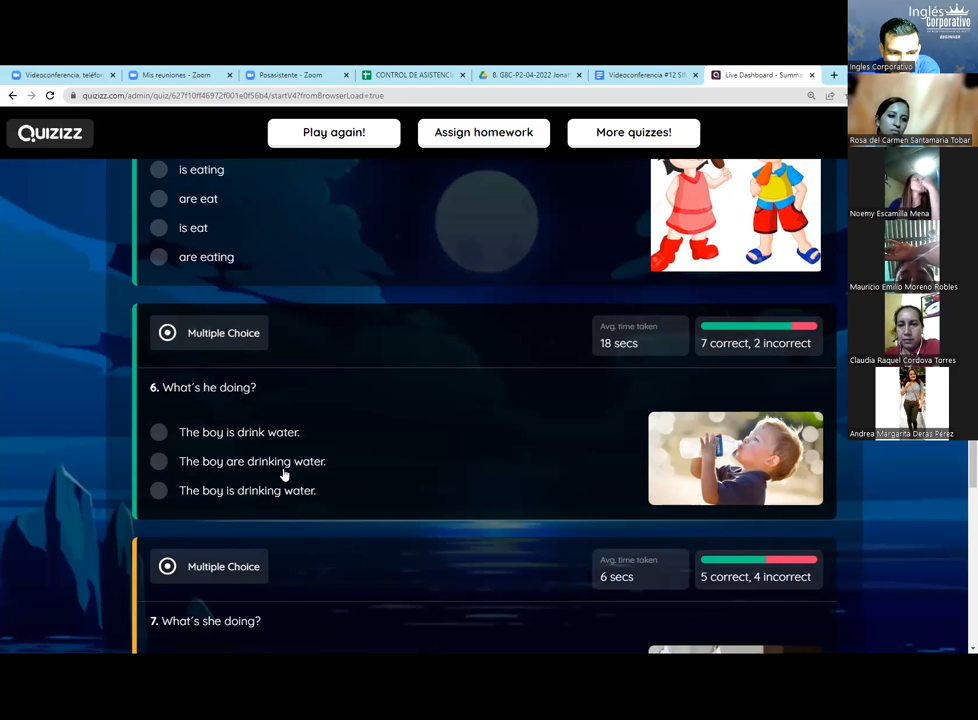 Inglés
Corporativo
BEGINNER
Ingles Corporativo
Videoconferencia, teléfon
Mis reuniones - Zoom
Posasistente - Zoom
CONTROL DE ASISTENCIA
8. GBC-P2-04-2022 Jonat
Videoconferencia #12 SÍN
Live Dashboard - Summa
quizizz.com/admin/quiz/627f10ff46972f001e0f56b4/startV4?fromBrowserLoad=true
Quizizz
Play again!
Assign homework
More quizzes!
Rosa del Carmen Santamaria Tobar
is eating
are eat
is eat
are eating
Noemy Escamilla Mena
Mauricio Emilio Moreno Robles
Multiple Choice
Avg. time taken
18 secs
7 correct, 2 incorrect
Claudia Raquel Cordova Torres
6. What´s he doing?
The boy is drink water.
The boy are drinking water.
The boy is drinking water.
Andrea Margarita Deras Pérez
Multiple Choice
Avg. time taken
6 secs
5 correct, 4 incorrect
7. What´s she doing?